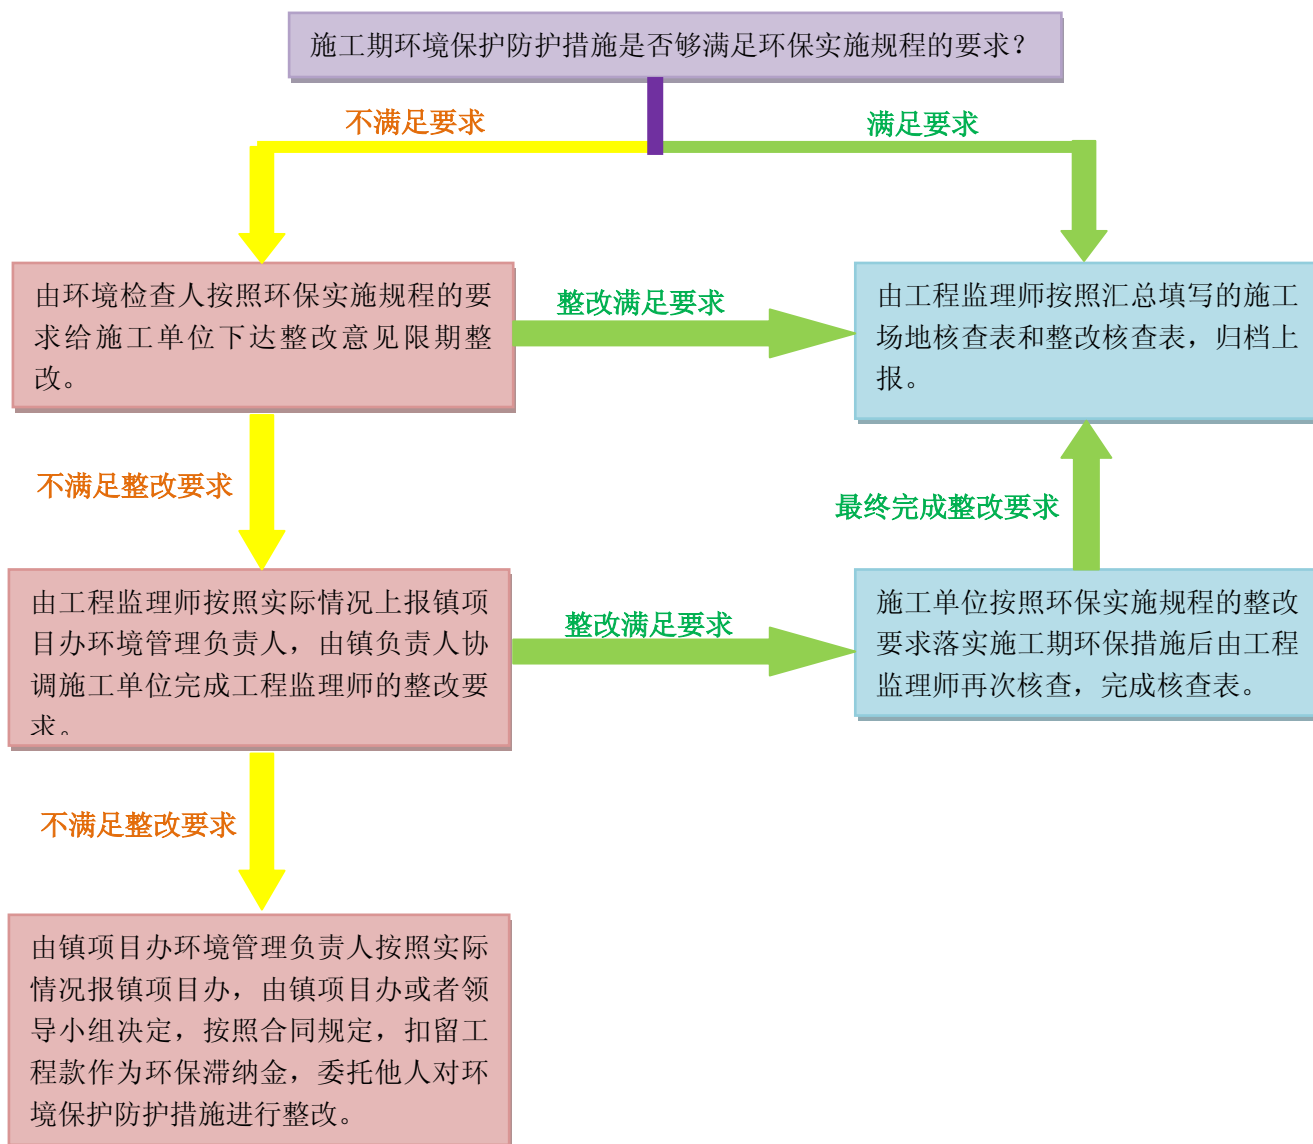 施工期环境保护防护措施是否够满足环保实施规程的要求？
不满足要求
满足要求
由环境检查人按照环保实施规程的要
求给施工单位下达整改意见限期整
改。
整改满足要求
由工程监理师按照汇总填写的施工
场地核查表和整改核查表，归档上
报。
不满足整改要求
最终完成整改要求
由工程监理师按照实际情况上报镇项
目办环境管理负责人，由镇负责人协
调施工单位完成工程监理师的整改要
求。
整改满足要求
施工单位按照环保实施规程的整改
要求落实施工期环保措施后由工程
监理师再次核查，完成核查表。
不满足整改要求
由镇项目办环境管理负责人按照实际
情况报镇项目办，由镇项目办或者领
导小组决定，按照合同规定，扣留工
程款作为环保滞纳金，委托他人对环
境保护防护措施进行整改。